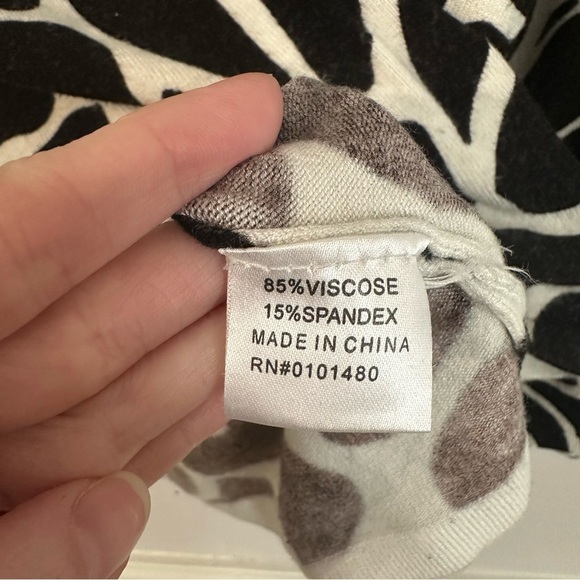 85%VISCOSE
15%SPANDEX
MADE IN CHINA
RN#0101480